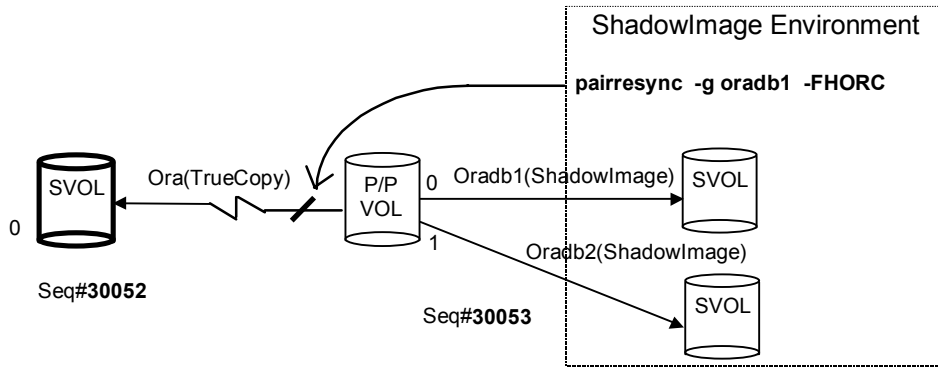 ShadowImage Environment
pairresync -g oradb1 -FHORC
Ora(TrueCopy)
SVOL
0
P/P
VOL
0
Oradb1(ShadowImage)
SVOL
1
Oradb2(ShadowImage)
SVOL
Seq#30052
Seq#30053